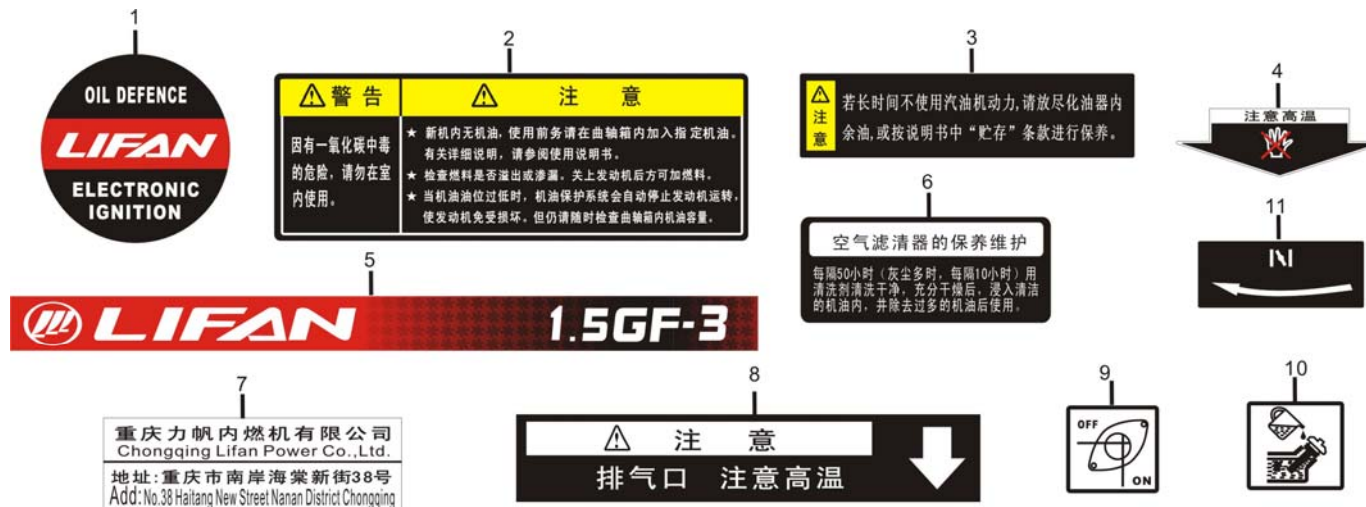 1
OIL DEFENCE
LIFAN
ELECTRONIC
IGNITION
2
警告
因有一氧化碳中毒
的危险，请勿在室
内使用。
注 意
★ 新机内无机油，使用前务请在曲轴箱内加入指定机油。
有关详细说明，请参阅使用说明书。
★ 检查燃料是否溢出或渗漏。关上发动机后方可加燃料。
★ 当机油油位过低时，机油保护系统会自动停止发动机运转，
使发动机免受损坏。但仍请随时检查曲轴箱内机油容量。
3
注意
若长时间不使用汽油机动力,请放尽化油器内
余油,或按说明书中“贮存”条款进行保养。
4
注意高温
5
LIFAN 1.5GF-3
6
空气滤清器的保养维护
每隔50小时（灰尘多时，每隔10小时）用
清洗剂清洗干净，充分干燥后，浸入清洁
的机油内，并除去过多的机油后使用。
11
7
重庆力帆内燃机有限公司
Chongqing Lifan Power Co.,Ltd.
地址:重庆市南岸海棠新街38号
Add: No.38 Haitang New Street Nanan District Chongqing
8
注 意
排气口 注意高温
9
OFF
ON
10